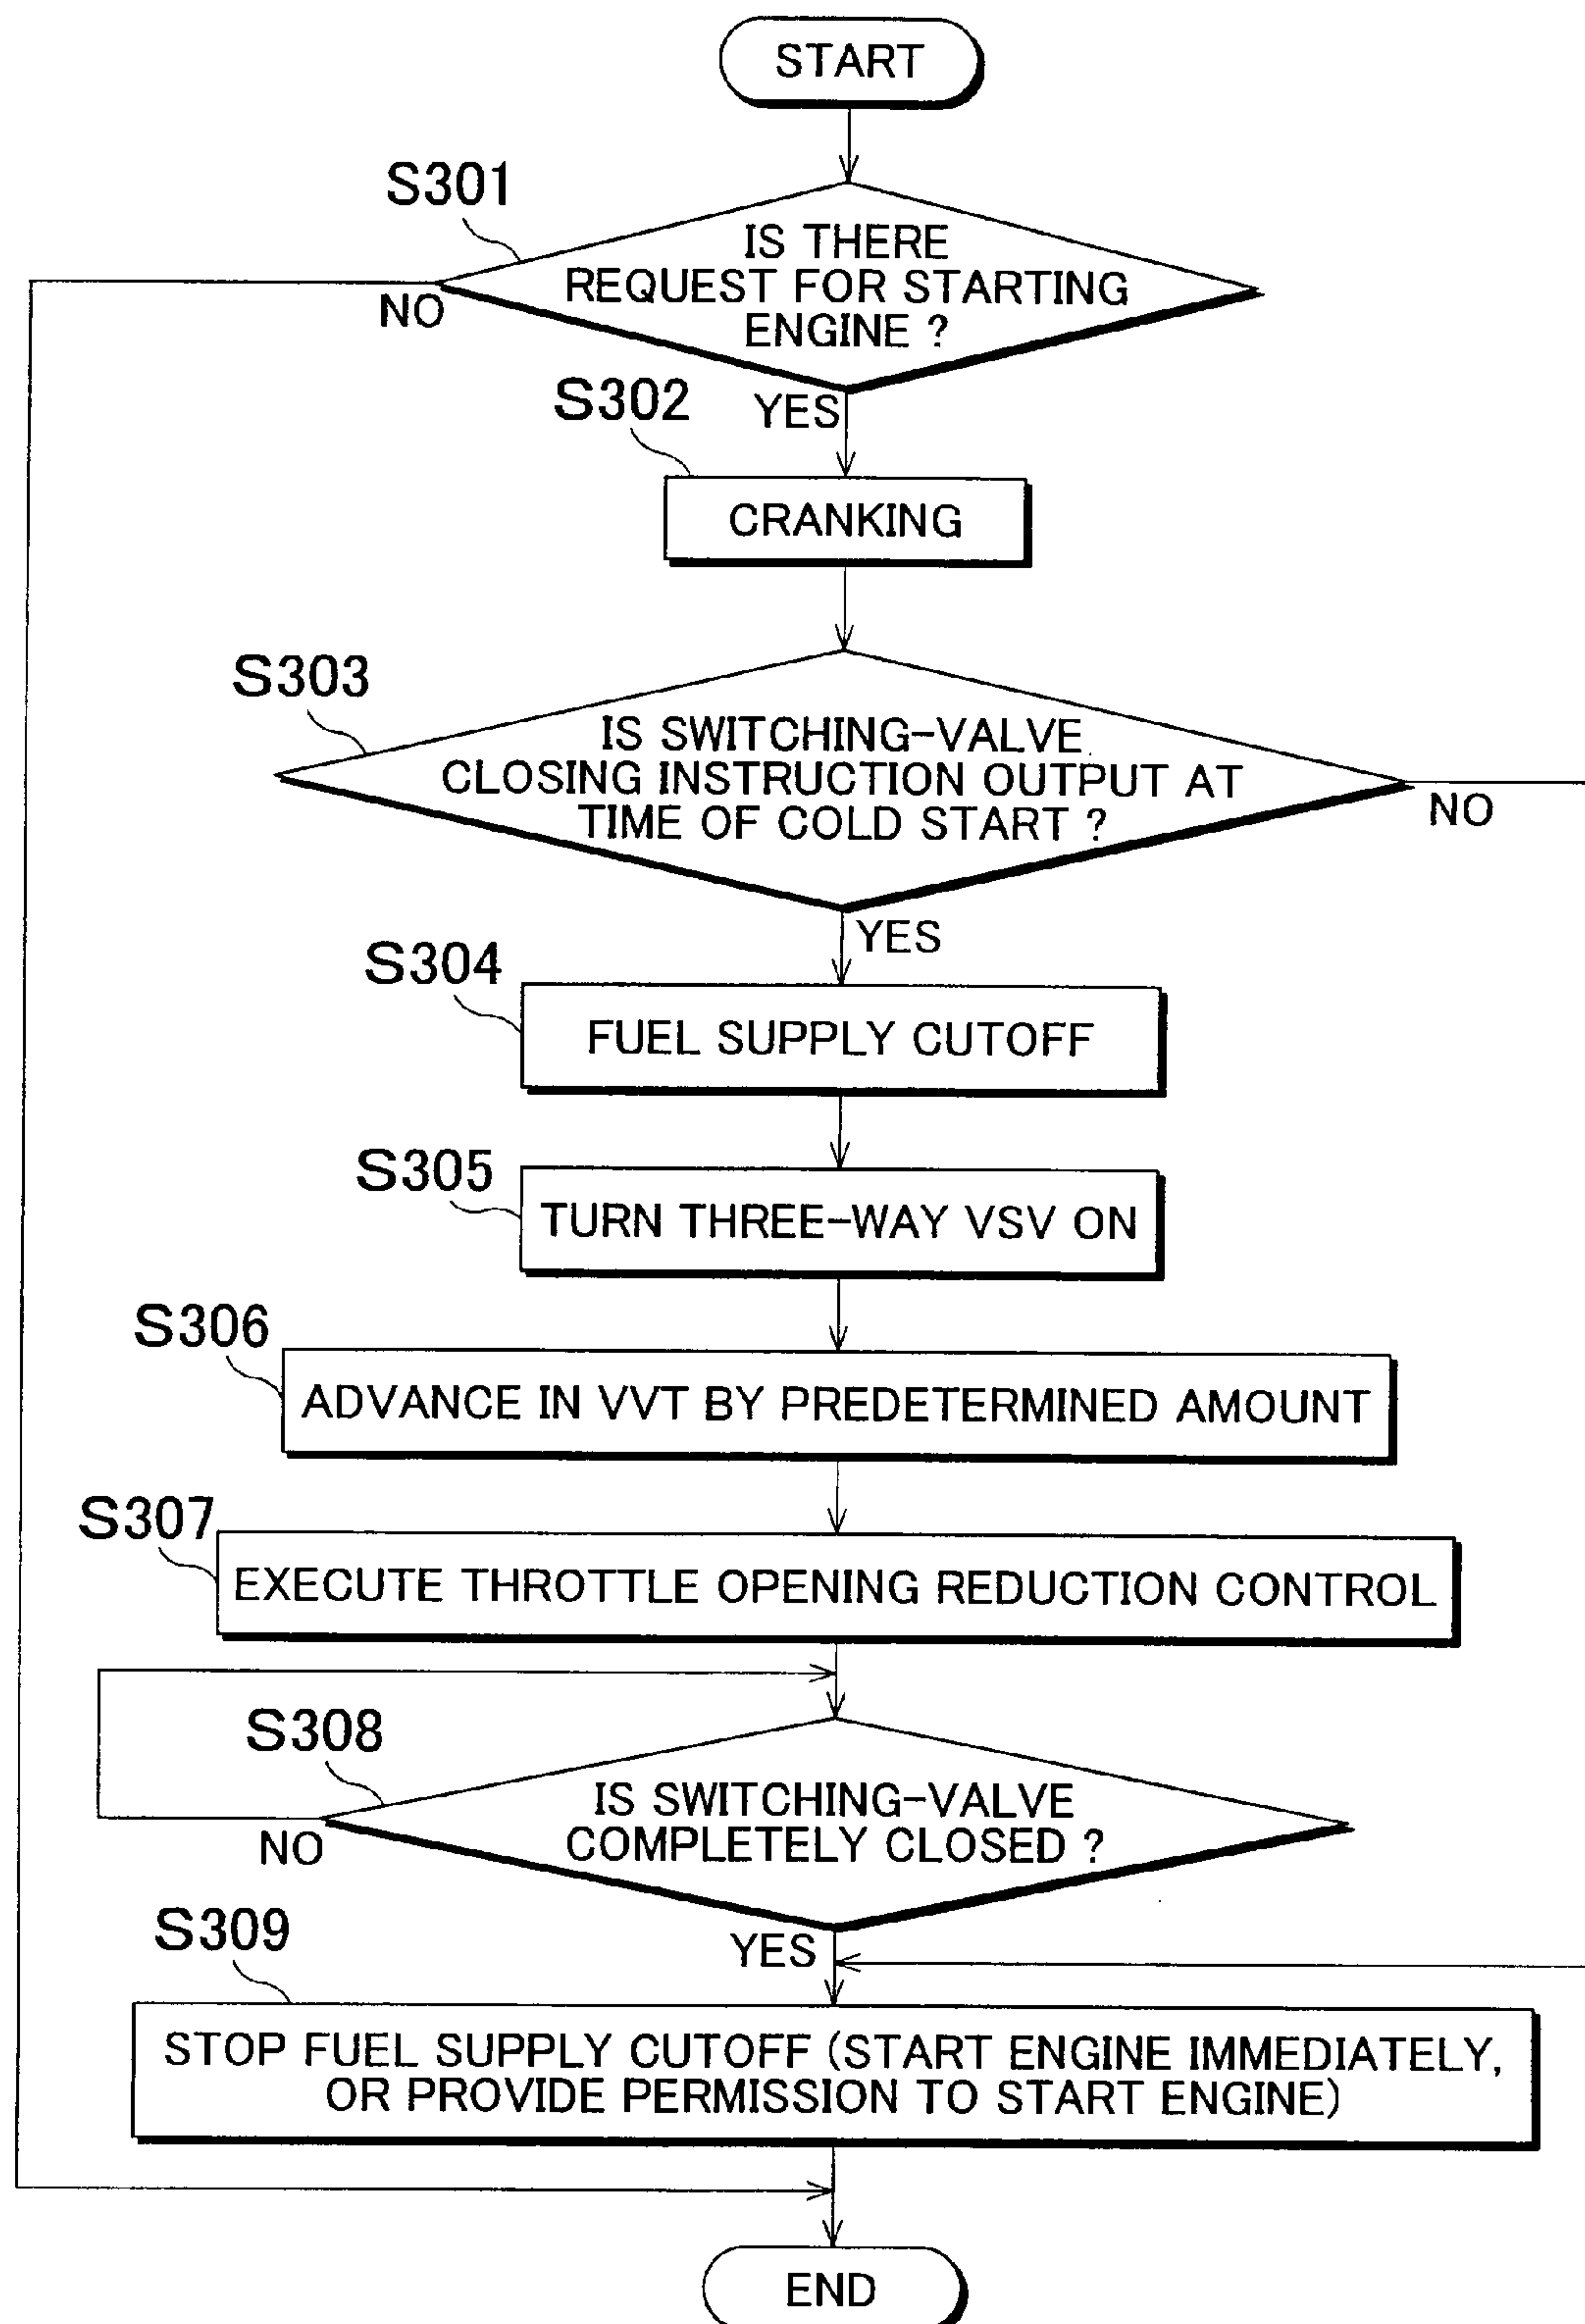 START
S301
IS THERE
REQUEST FOR STARTING
ENGINE ?
NO
S302
YES
CRANKING
S303
IS SWITCHING-VALVE
CLOSING INSTRUCTION OUTPUT AT
TIME OF COLD START ?
NO
YES
S304
FUEL SUPPLY CUTOFF
S305
TURN THREE-WAY VSV ON
S306
ADVANCE IN VVT BY PREDETERMINED AMOUNT
S307
EXECUTE THROTTLE OPENING REDUCTION CONTROL
S308
IS SWITCHING-VALVE
COMPLETELY CLOSED ?
NO
S309
YES
STOP FUEL SUPPLY CUTOFF (START ENGINE IMMEDIATELY,
OR PROVIDE PERMISSION TO START ENGINE)
END